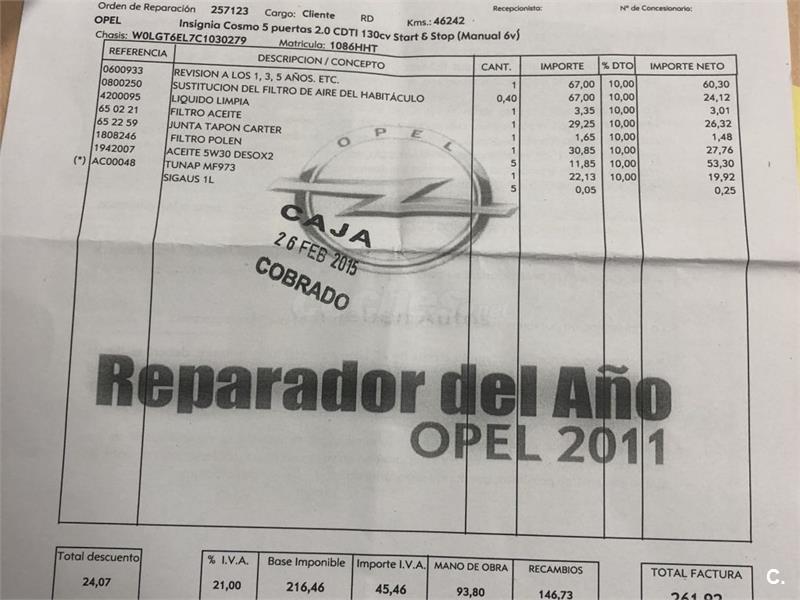 Orden de Reparación 257123 Cargo: Cliente RD Kms.: 46242 Recepcionista: Nº de Concesionario:
OPEL Insignia Cosmo 5 puertas 2.0 CDTI 130cv Start & Stop (Manual 6v)
Chasis: W0LGT6EL7C1030279 Matricula: 1086HHT
REFERENCIA DESCRIPCION / CONCEPTO CANT. IMPORTE % DTO IMPORTE NETO
0600933 REVISION A LOS 1, 3, 5 AÑOS. ETC. 1 67,00 10,00 60,30
0800250 SUSTITUCION DEL FILTRO DE AIRE DEL HABITÁCULO 0,40 67,00 10,00 24,12
4200095 LIQUIDO LIMPIA 1 3,35 10,00 3,01
65 02 21 FILTRO ACEITE 1 29,25 10,00 26,32
65 22 59 JUNTA TAPON CARTER 1 1,65 10,00 1,48
1808246 FILTRO POLEN 1 30,85 10,00 27,76
1942007 ACEITE 5W30 DESOX2 5 11,85 10,00 53,30
(*) AC00048 TUNAP MF973 1 22,13 10,00 19,92
SIGAUS 1L 5 0,05 0,25
OPEL
CAJA
26 FEB 2015
COBRADO
Reparador del Año
OPEL 2011
Total descuento % I.V.A. Base Imponible Importe I.V.A. MANO DE OBRA RECAMBIOS TOTAL FACTURA
24,07 21,00 216,46 45,46 93,80 146,73 261,92
C.